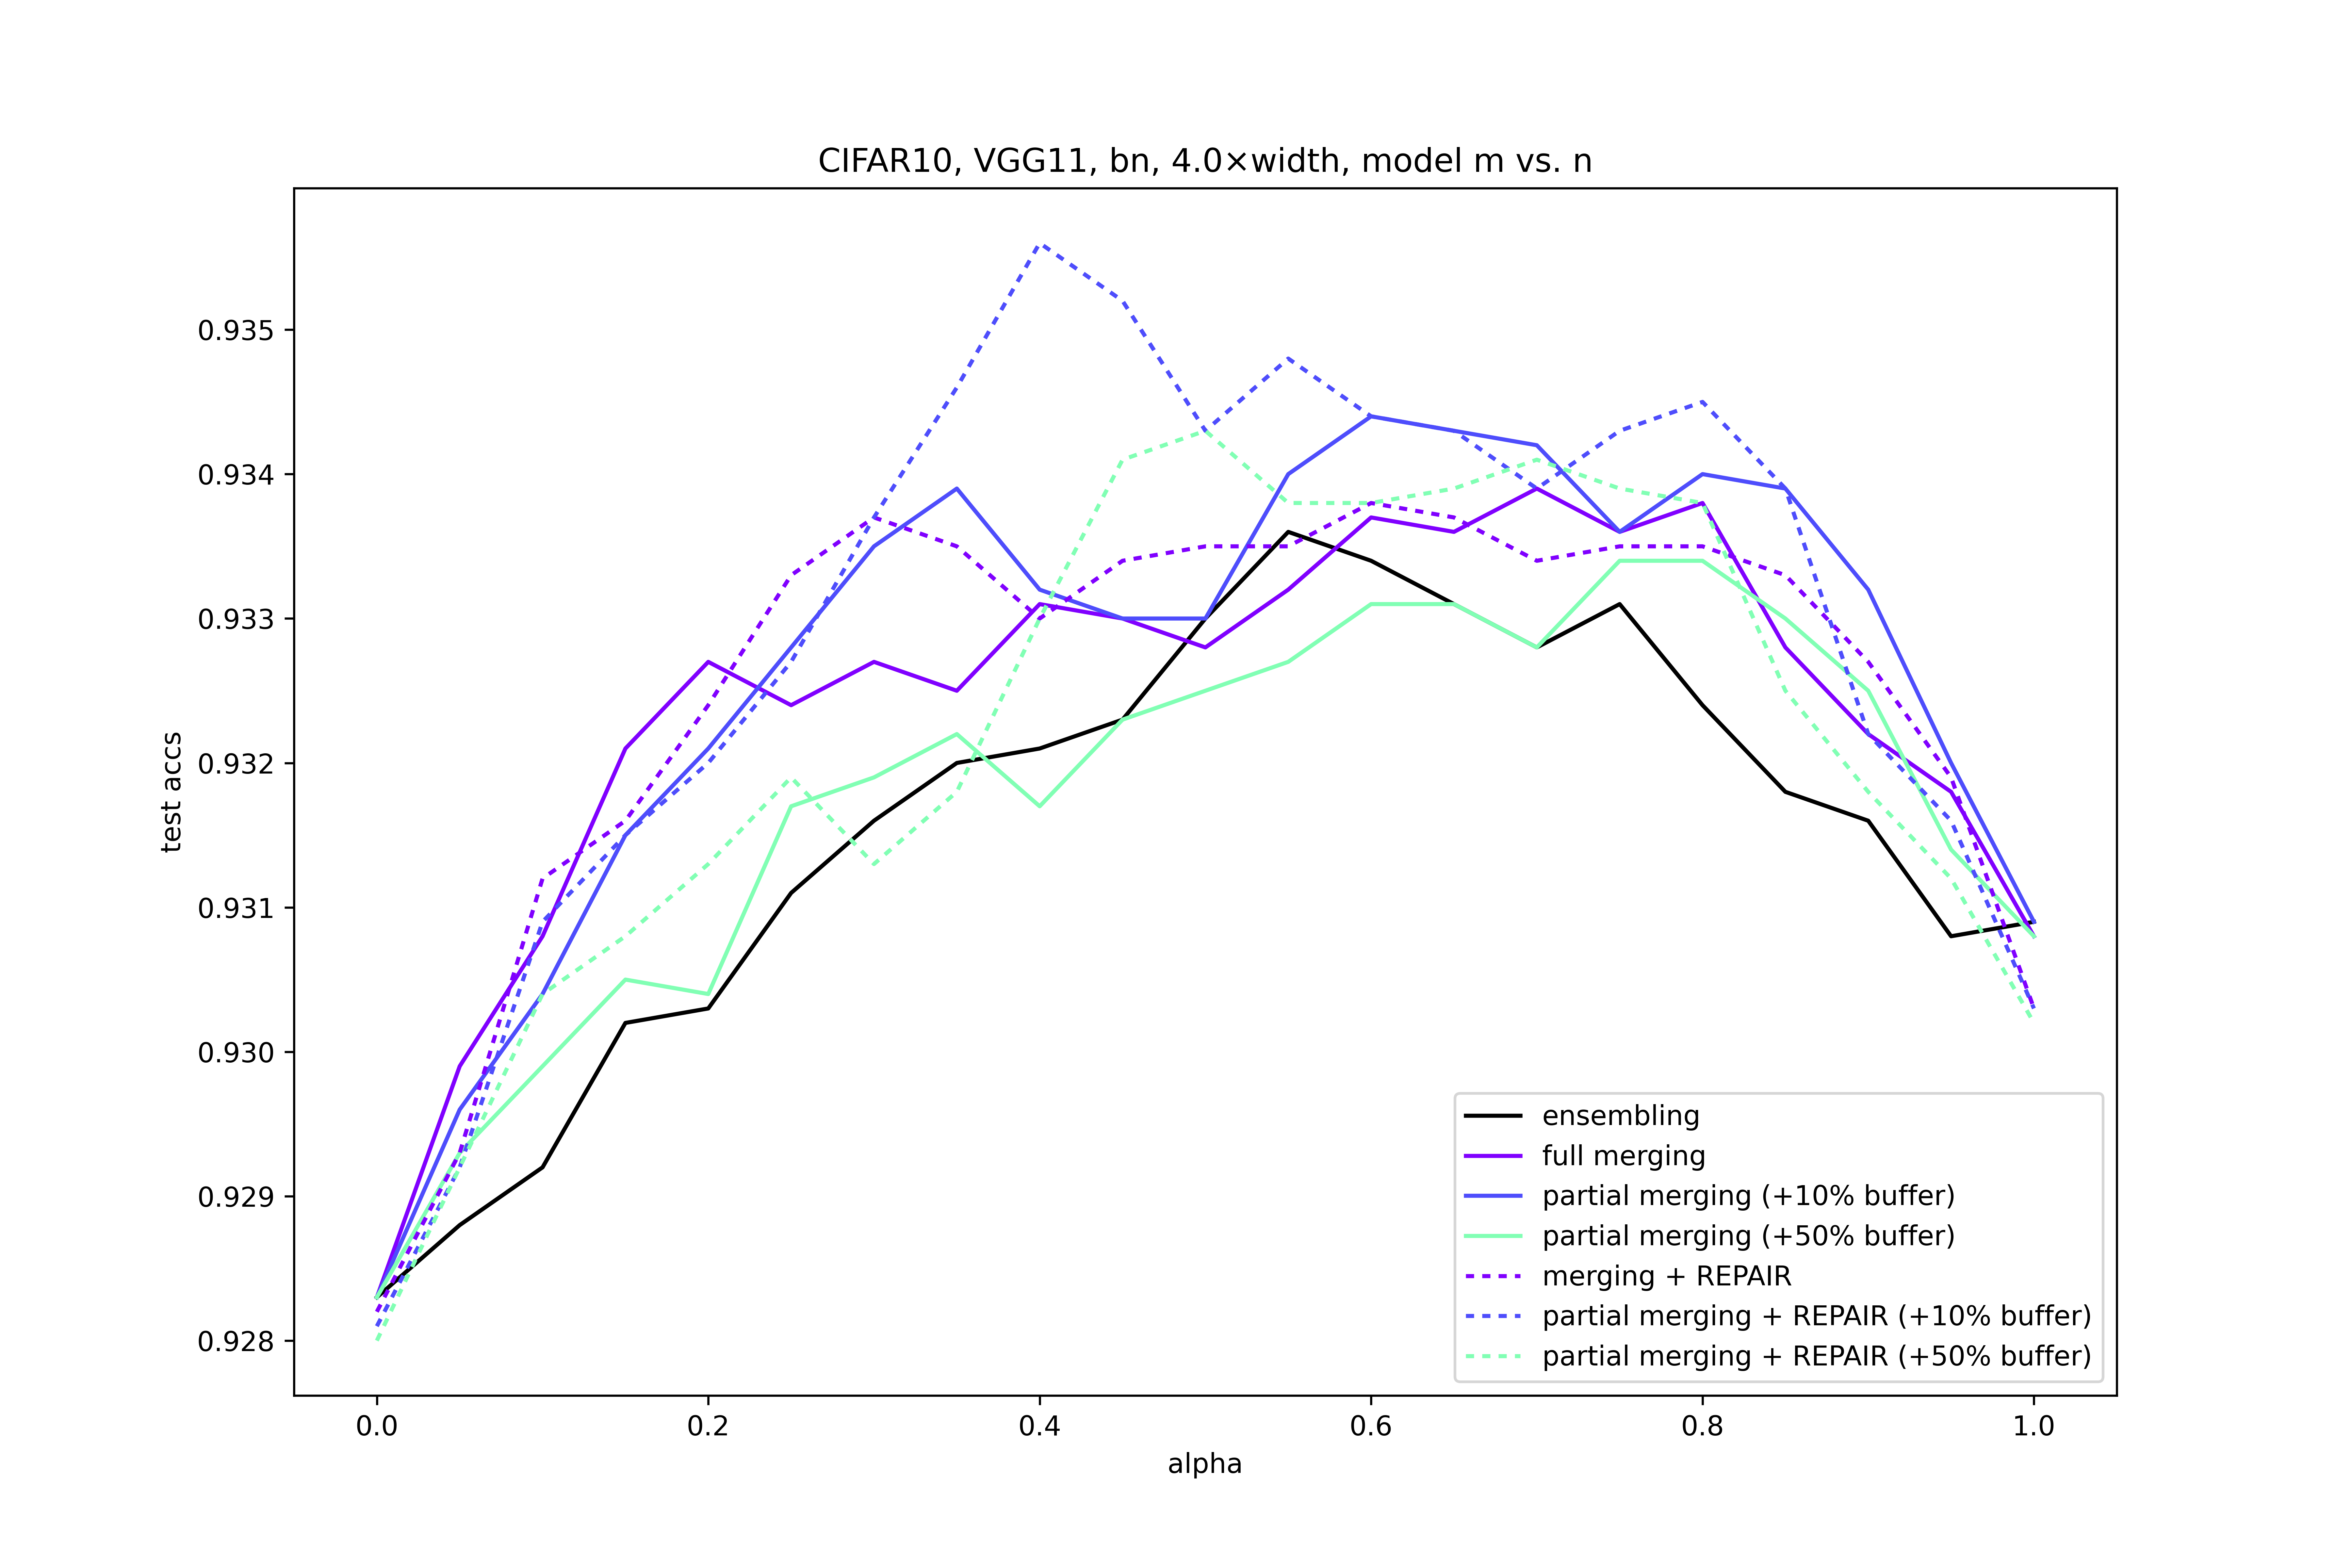 CIFAR10, VGG11, bn, 4.0×width, model m vs. n
test accs
0.935
0.934
0.933
0.932
0.931
0.930
0.929
0.928
0.0 0.2 0.4 0.6 0.8 1.0
alpha
ensembling
full merging
partial merging (+10% buffer)
partial merging (+50% buffer)
merging + REPAIR
partial merging + REPAIR (+10% buffer)
partial merging + REPAIR (+50% buffer)